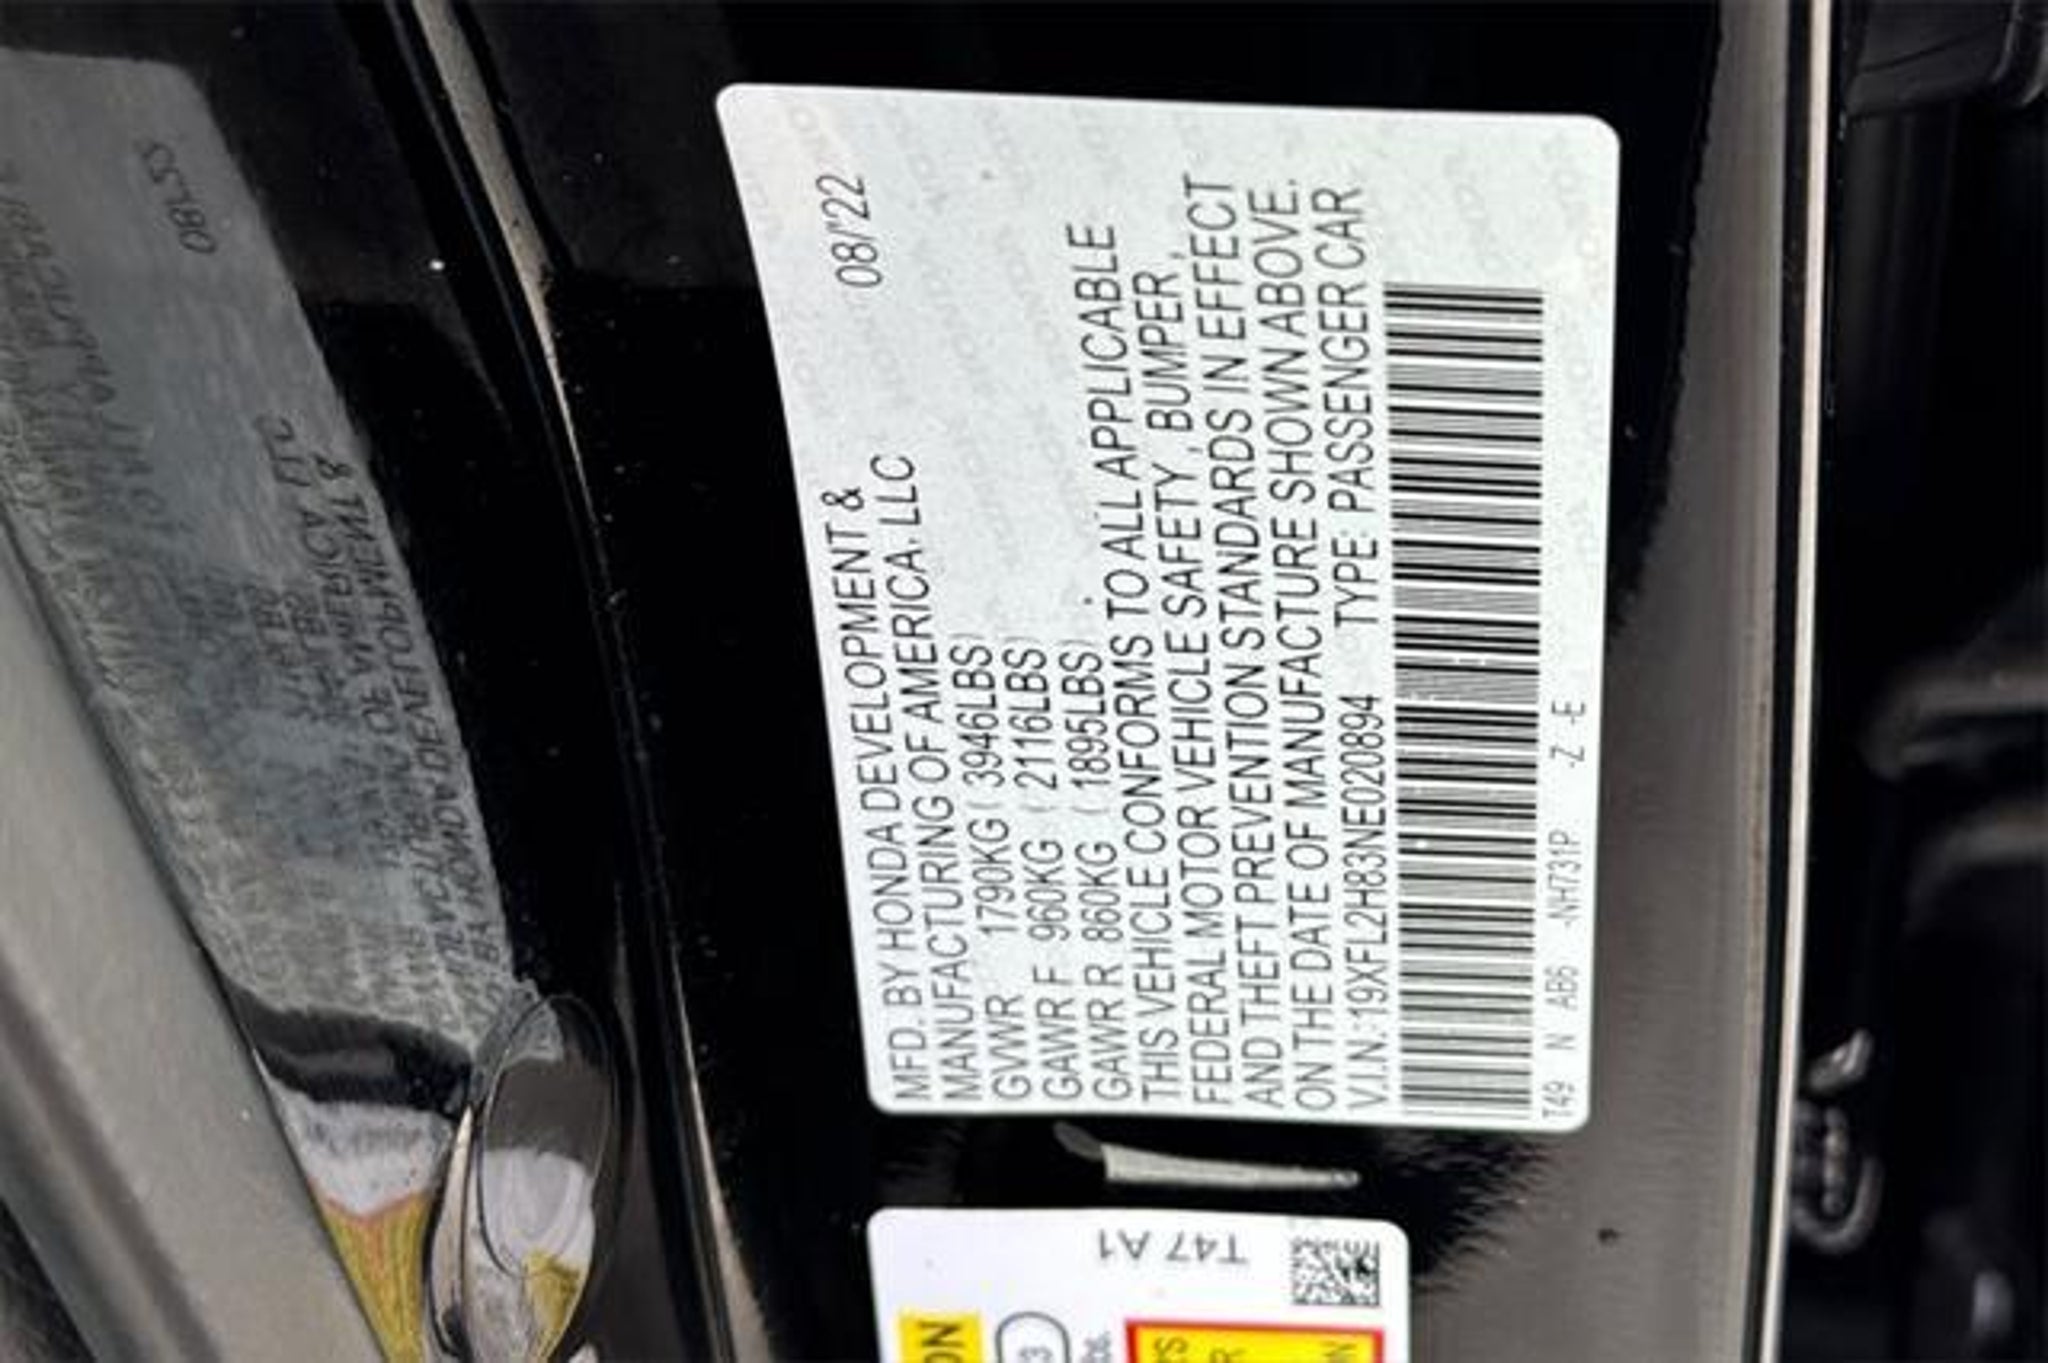 MFD. BY HONDA DEVELOPMENT & 08/'22
MANUFACTURING OF AMERICA. LLC
GVWR 1790KG ( 3946LBS)
GAWR F 960KG ( 2116LBS)
GAWR R 860KG ( 1895LBS)
THIS VEHICLE CONFORMS TO ALL APPLICABLE
FEDERAL MOTOR VEHICLE SAFETY, BUMPER,
AND THEFT PREVENTION STANDARDS IN EFFECT
ON THE DATE OF MANUFACTURE SHOWN ABOVE.
V.I.N.:19XFL2H83NE020894 TYPE: PASSENGER CAR
T49 N AB6 -NH731P Z -E
T47 A1